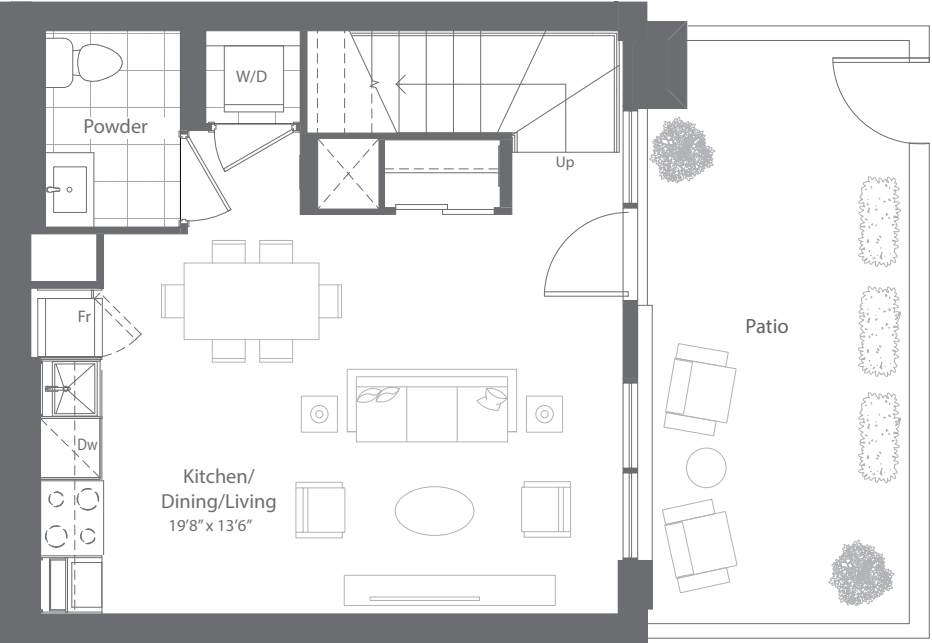 W/D
Powder
Up
Fr
Patio
Dw
Kitchen/
Dining/Living
19’8” x 13’6”